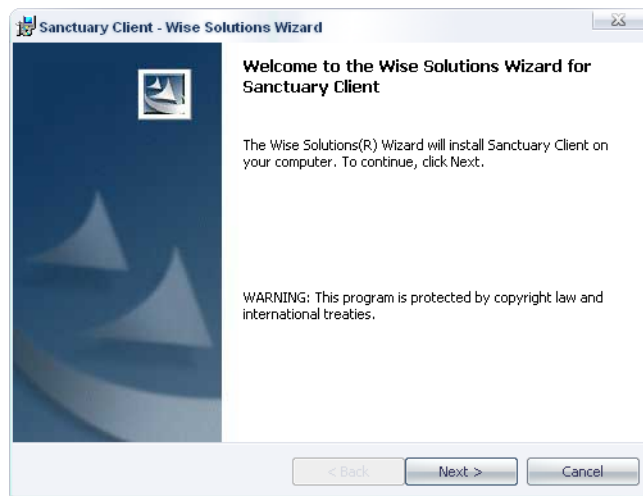 Sanctuary Client - Wise Solutions Wizard
Welcome to the Wise Solutions Wizard for
Sanctuary Client
The Wise Solutions(R) Wizard will install Sanctuary Client on
your computer. To continue, click Next.
WARNING: This program is protected by copyright law and
international treaties.
< Back
Next >
Cancel